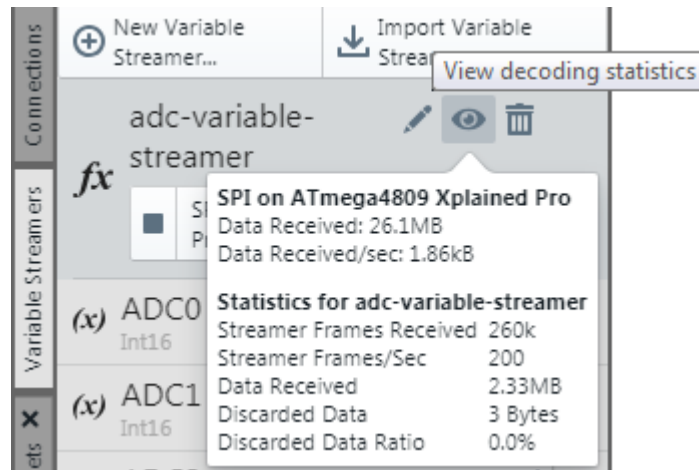 Connections
New Variable
Streamer...
Import Variable
Strea
View decoding statistics
adc-variable-
streamer
fx
SPI on ATmega4809 Xplained Pro
Data Received: 26.1MB
Data Received/sec: 1.86kB
Statistics for adc-variable-streamer
Streamer Frames Received 260k
Streamer Frames/Sec 200
Data Received 2.33MB
Discarded Data 3 Bytes
Discarded Data Ratio 0.0%
Variable Streamers
(x) ADC0
Int16
(x) ADC1
Int16
ets